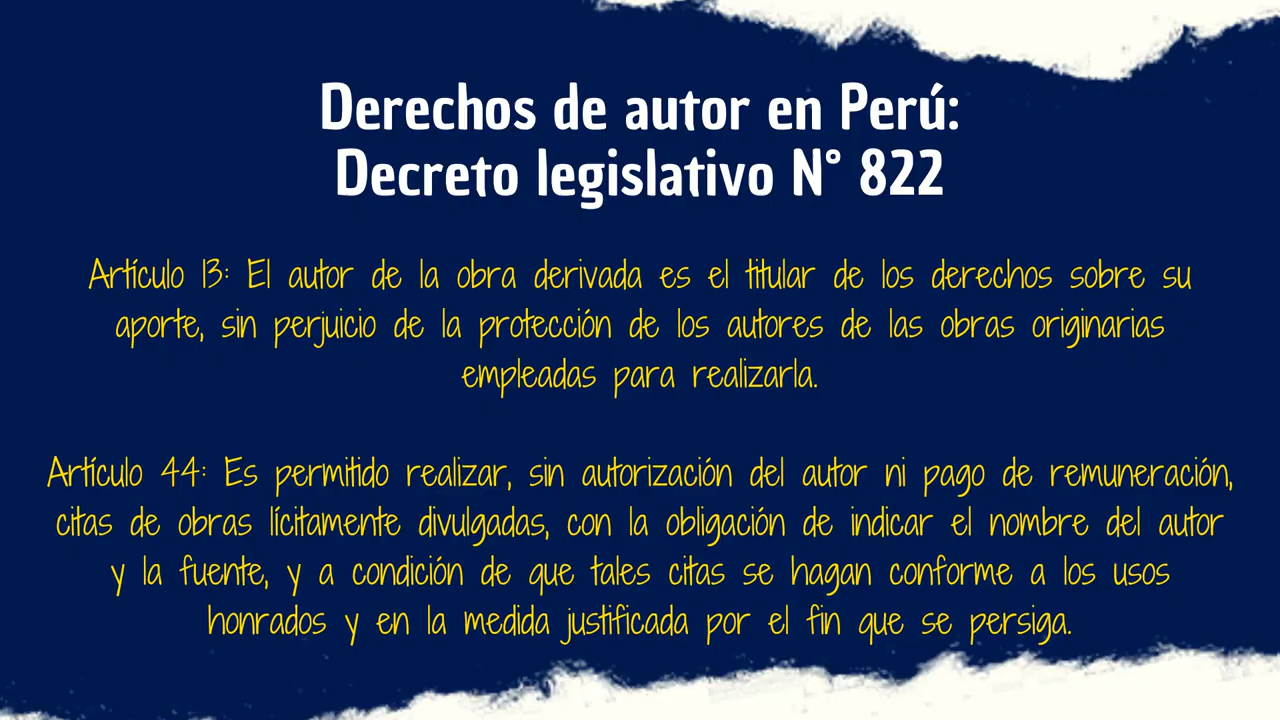 Derechos de autor en Perú:
Decreto legislativo N° 822
Artículo 13: El autor de la obra derivada es el titular de los derechos sobre su
aporte, sin perjuicio de la protección de los autores de las obras originarias
empleadas para realizarla.
Artículo 44: Es permitido realizar, sin autorización del autor ni pago de remuneración,
citas de obras lícitamente divulgadas, con la obligación de indicar el nombre del autor
y la fuente, y a condición de que tales citas se hagan conforme a los usos
honrados y en la medida justificada por el fin que se persiga.